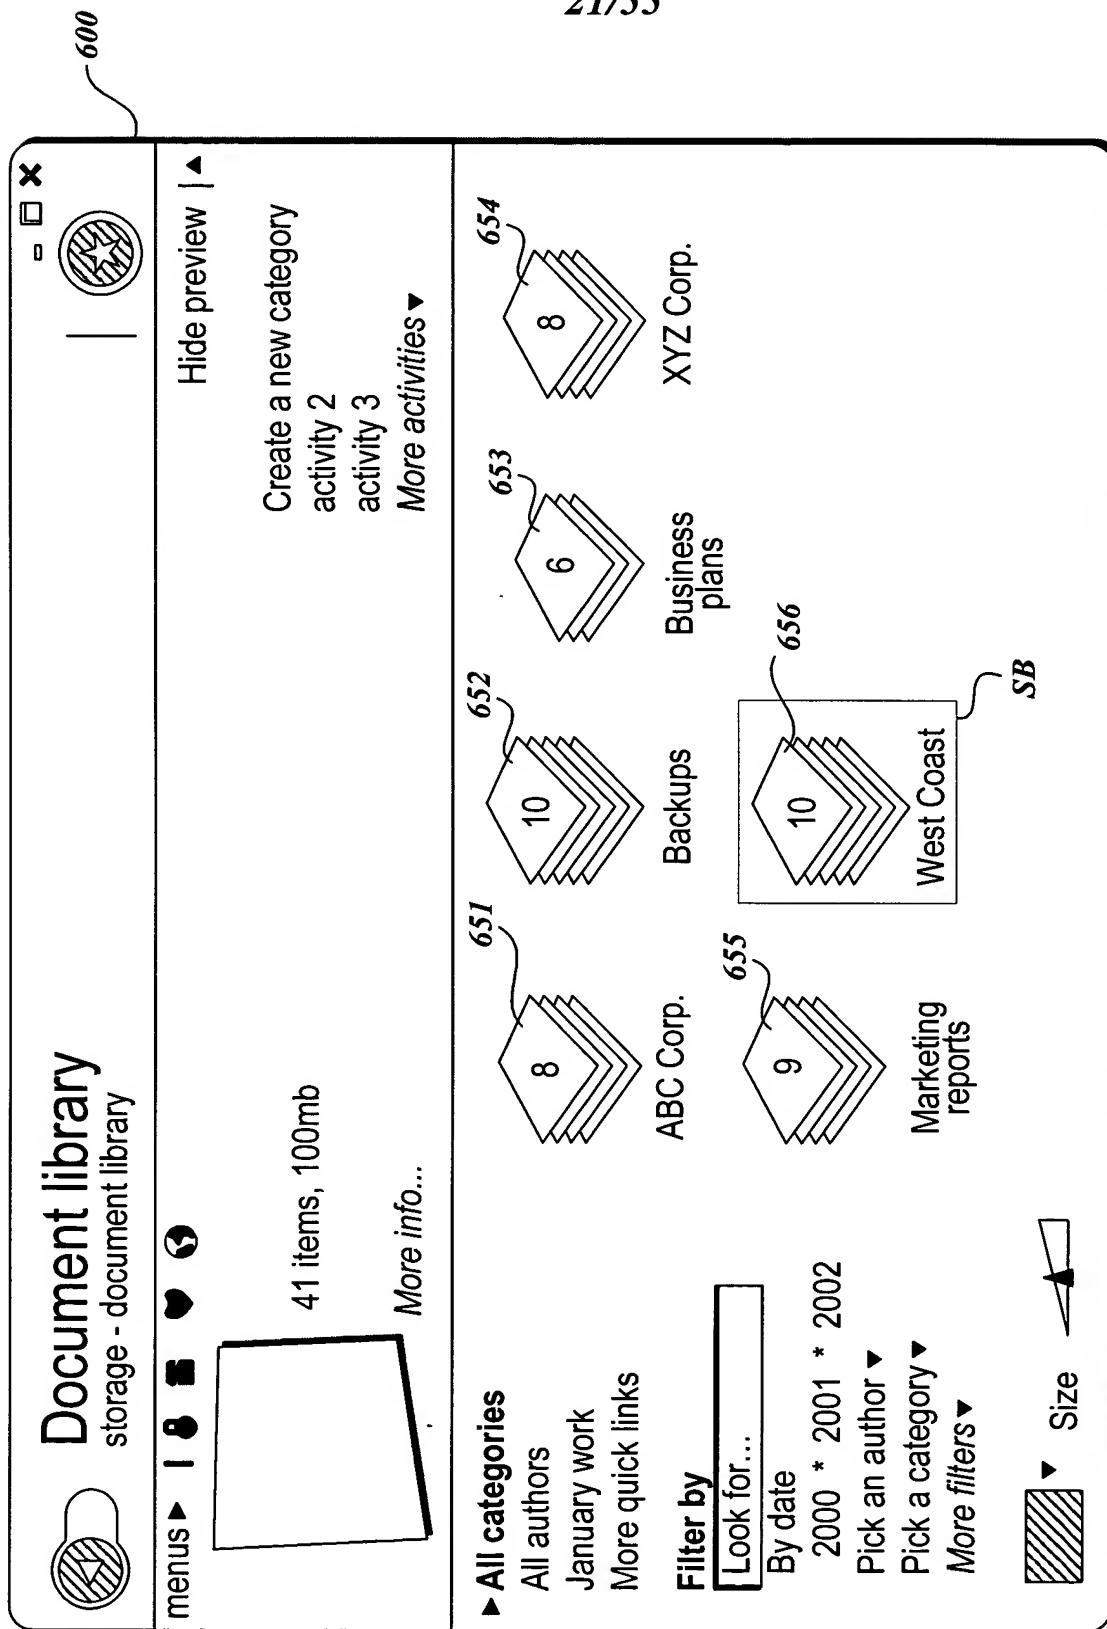 21/55
600
Document library
storage - document library
menus
Hide preview
41 items, 100mb
More info...
Create a new category
activity 2
activity 3
More activities
All categories
All authors
January work
More quick links
Filter by
Look for...
By date
2000 * 2001 * 2002
Pick an author
Pick a category
More filters
Size
651
8
ABC Corp.
652
10
Backups
653
6
Business
plans
654
8
XYZ Corp.
655
9
Marketing
reports
656
10
West Coast
SB